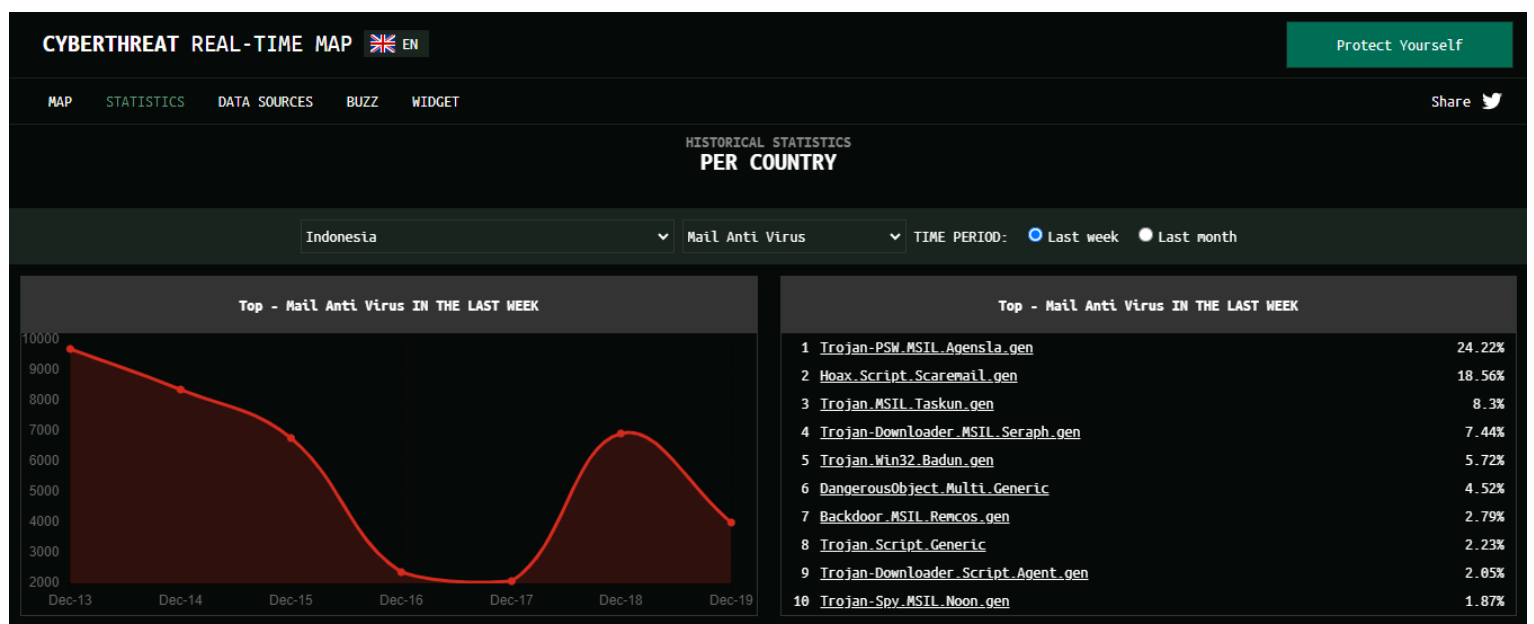 CYBERTHREAT REAL-TIME MAP EN
Protect Yourself
MAP STATISTICS DATA SOURCES BUZZ WIDGET
Share
HISTORICAL STATISTICS
PER COUNTRY
Indonesia Mail Anti Virus TIME PERIOD: Last week Last month
Top - Mail Anti Virus IN THE LAST WEEK
10000
9000
8000
7000
6000
5000
4000
3000
2000
Dec-13 Dec-14 Dec-15 Dec-16 Dec-17 Dec-18 Dec-19
Top - Mail Anti Virus IN THE LAST WEEK
1 Trojan-PSW.MSIL.Agensla.gen 24.22%
2 Hoax.Script.Scaremail.gen 18.56%
3 Trojan.MSIL.Taskun.gen 8.3%
4 Trojan-Downloader.MSIL.Seraph.gen 7.44%
5 Trojan.Win32.Badun.gen 5.72%
6 DangerousObject.Multi.Generic 4.52%
7 Backdoor.MSIL.Remcos.gen 2.79%
8 Trojan.Script.Generic 2.23%
9 Trojan-Downloader.Script.Agent.gen 2.05%
10 Trojan-Spy.MSIL.Noon.gen 1.87%